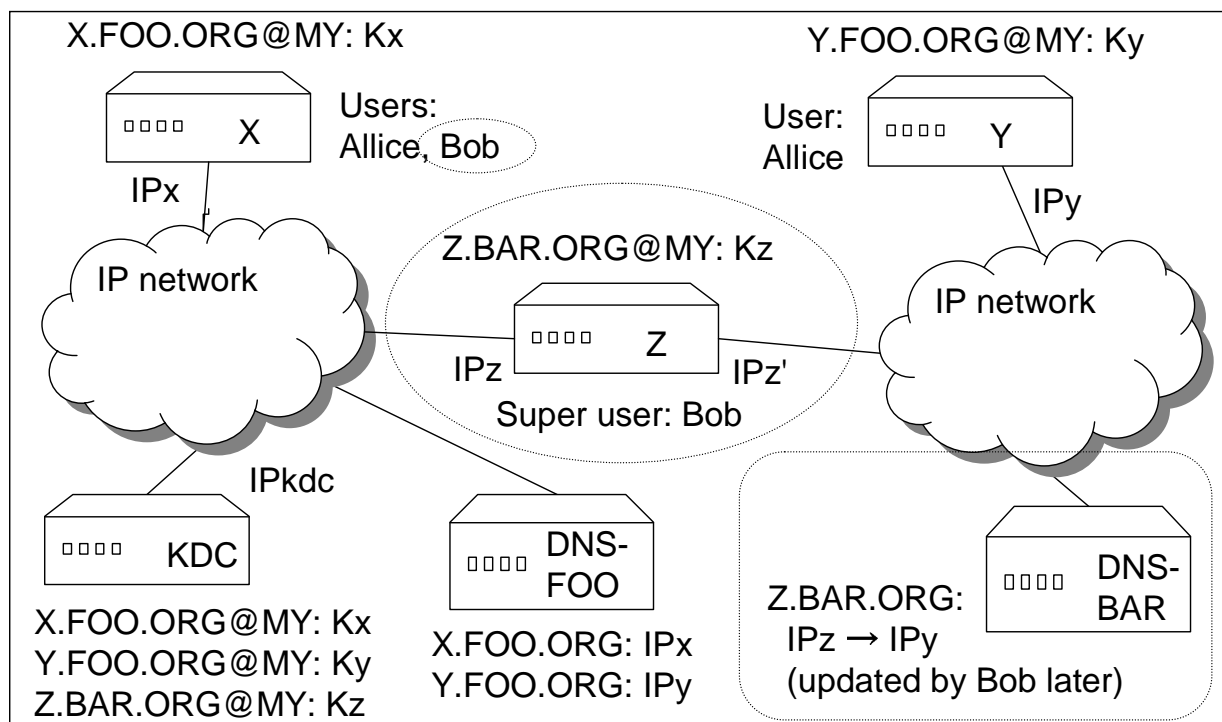 X.FOO.ORG@MY: Kx
Y.FOO.ORG@MY: Ky
Users:
Allice, Bob
X
IPx
User:
Allice
Y
IPy
IP network
Z.BAR.ORG@MY: Kz
Z
IPz
IPz'
Super user: Bob
IP network
IPkdc
KDC
X.FOO.ORG@MY: Kx
Y.FOO.ORG@MY: Ky
Z.BAR.ORG@MY: Kz
DNS-
FOO
X.FOO.ORG: IPx
Y.FOO.ORG: IPy
DNS-
BAR
Z.BAR.ORG:
IPz → IPy
(updated by Bob later)